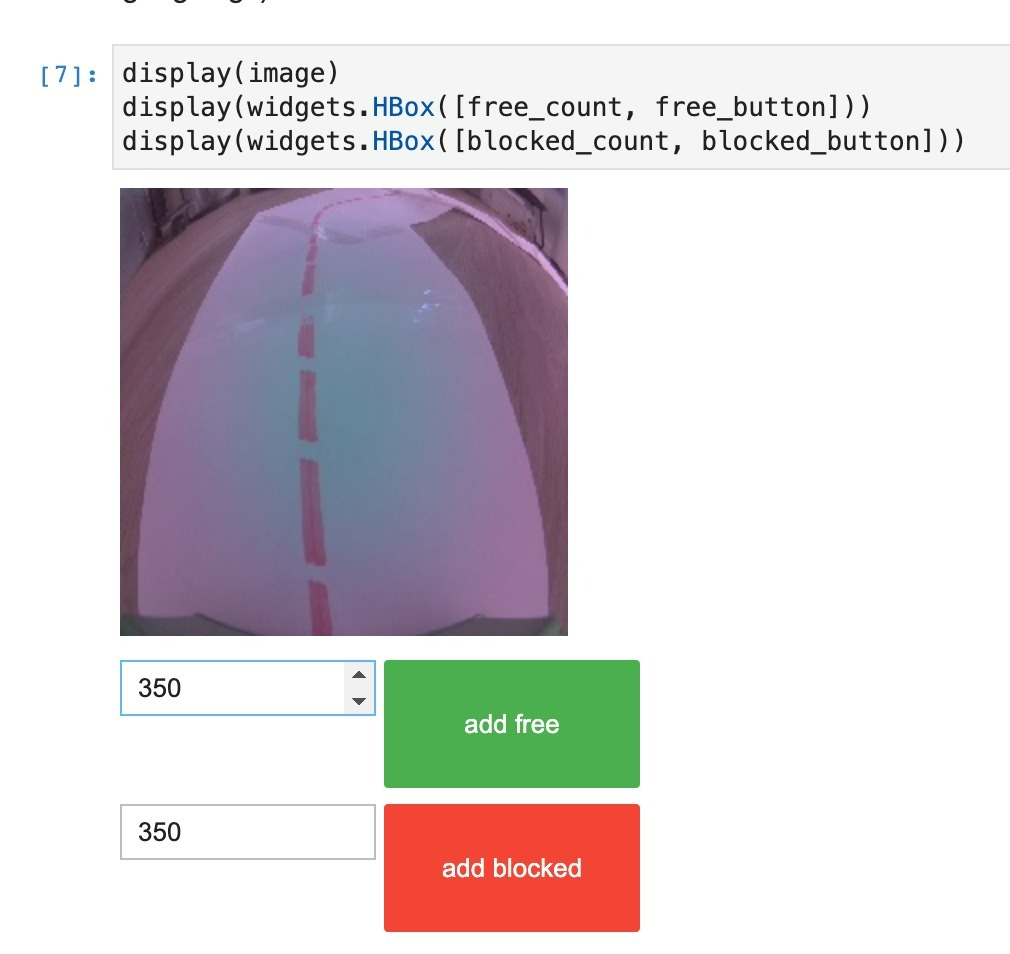 [7]:
display(image)
display(widgets.HBox([free_count, free_button]))
display(widgets.HBox([blocked_count, blocked_button]))
350
add free
350
add blocked